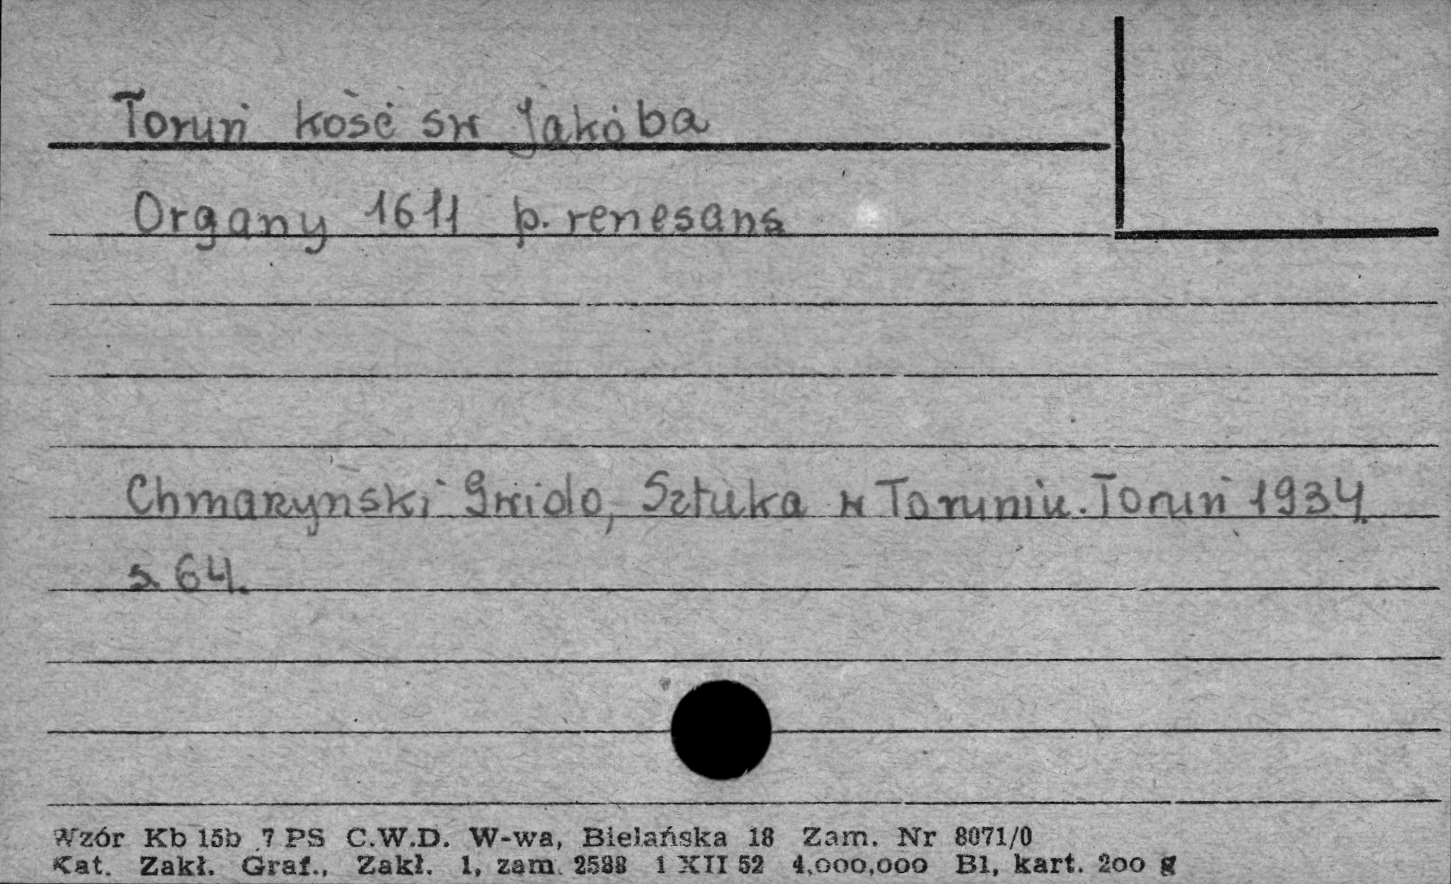 Toruń kość św Jakóba
Organy 1611 p. renesans
Chmarzyński Gwido, Sztuka w Toruniu. Toruń 1934
s. 64.
Wzór Kb 15b 7 PS C.W.D. W-wa, Bielańska 18 Zam. Nr 8071/0
Kat. Zakł. Graf., Zakł. 1, zam. 2588 1 XII 52 4,000,000 Bl, kart. 200 g